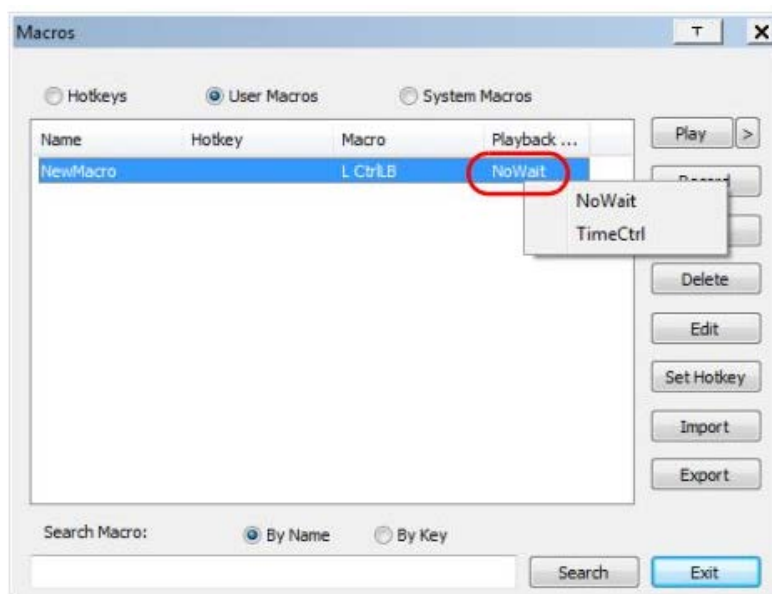 Macros
Hotkeys User Macros System Macros
Name Hotkey Macro Playback ... Play >
NewMacro L CtrlLB NoWait Record
NoWait
TimeCtrl
Delete
Edit
Set Hotkey
Import
Export
Search Macro: By Name By Key
Search Exit